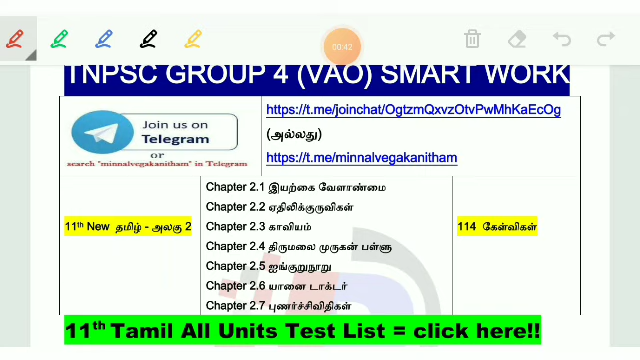 00:42
TNPSC GROUP 4 (VAO) SMART WORK
Join us on
Telegram
or
search "minnalvegakanitham" in Telegram
https://t.me/joinchat/OgtzmQxvzOtvPwMhKaEcOg
(அல்லது)
https://t.me/minnalvegakanitham
11th New தமிழ் - அலகு 2
Chapter 2.1 இயற்கை வேளாண்மை
Chapter 2.2 ஏதிலிக்குருவிகள்
Chapter 2.3 காவியம்
Chapter 2.4 திருமலை முருகன் பள்ளு
Chapter 2.5 ஐங்குறுநூறு
Chapter 2.6 யானை டாக்டர்
Chapter 2.7 புணர்ச்சிவிதிகள்
114 கேள்விகள்
11th Tamil All Units Test List = click here!!